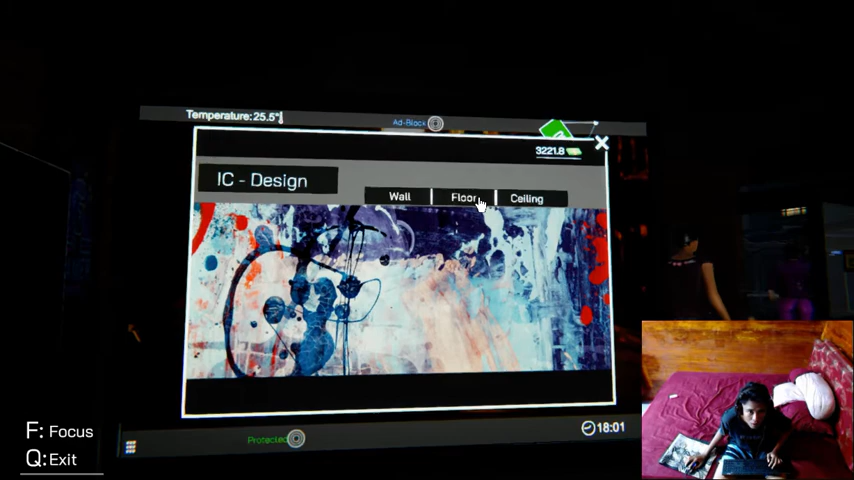 Temperature: 25.5°
Ad-Block
3221.8
IC - Design
Wall
Floor
Ceiling
F: Focus
Q: Exit
Protected
18:01